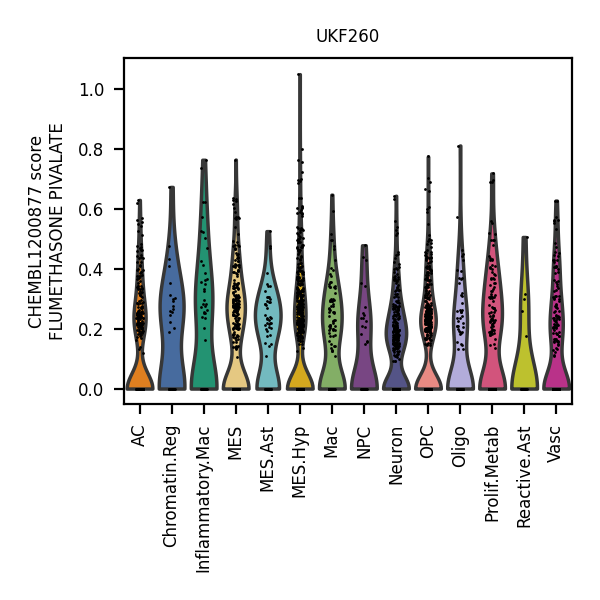 UKF260
CHEMBL1200877 score
FLUMETHASONE PIVALATE
1.0
0.8
0.6
0.4
0.2
0.0
AC
Chromatin.Reg
Inflammatory.Mac
MES
MES.Ast
MES.Hyp
Mac
NPC
Neuron
OPC
Oligo
Prolif.Metab
Reactive.Ast
Vasc